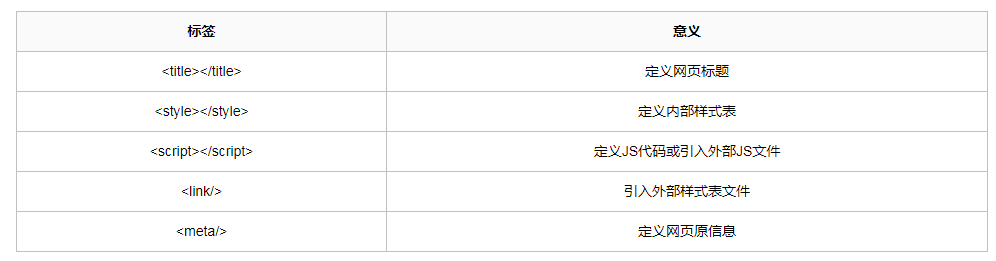 标签 意义
<title></title> 定义网页标题
<style></style> 定义内部样式表
<script></script> 定义JS代码或引入外部JS文件
<link/> 引入外部样式表文件
<meta/> 定义网页原信息